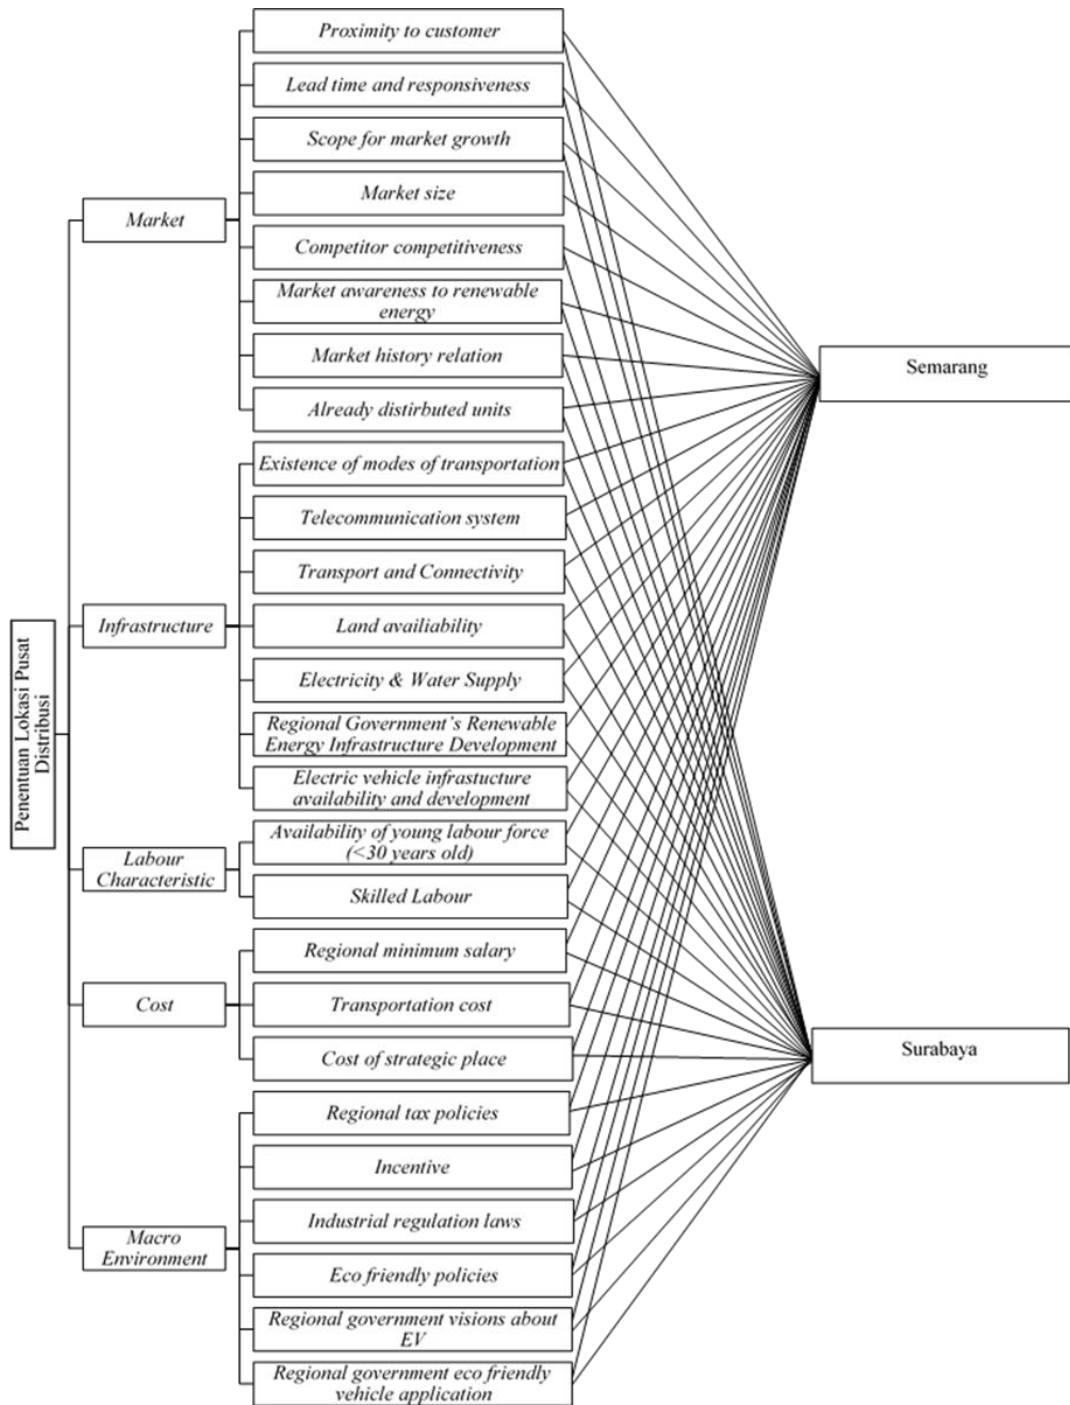 Penentuan Lokasi Pusat
Distribusi
Market
Proximity to customer
Lead time and responsiveness
Scope for market growth
Market size
Competitor competitiveness
Market awareness to renewable
energy
Market history relation
Already distirbuted units
Infrastructure
Existence of modes of transportation
Telecommunication system
Transport and Connectivity
Land availiability
Electricity & Water Supply
Regional Government's Renewable
Energy Infrastructure Development
Electric vehicle infrastucture
availability and development
Labour
Characteristic
Availability of young labour force
(<30 years old)
Skilled Labour
Cost
Regional minimum salary
Transportation cost
Cost of strategic place
Macro
Environment
Regional tax policies
Incentive
Industrial regulation laws
Eco friendly policies
Regional government visions about
EV
Regional government eco friendly
vehicle application
Semarang
Surabaya